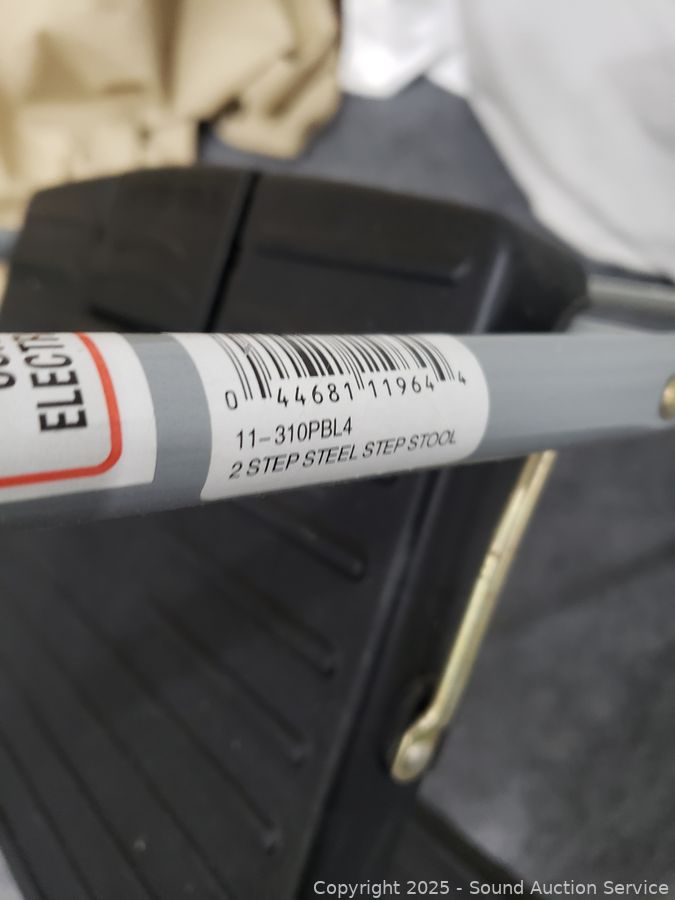 ELECTR
0 44681 11964 4
11-310PBL4
2 STEP STEEL STEP STOOL
Copyright 2025 - Sound Auction Service